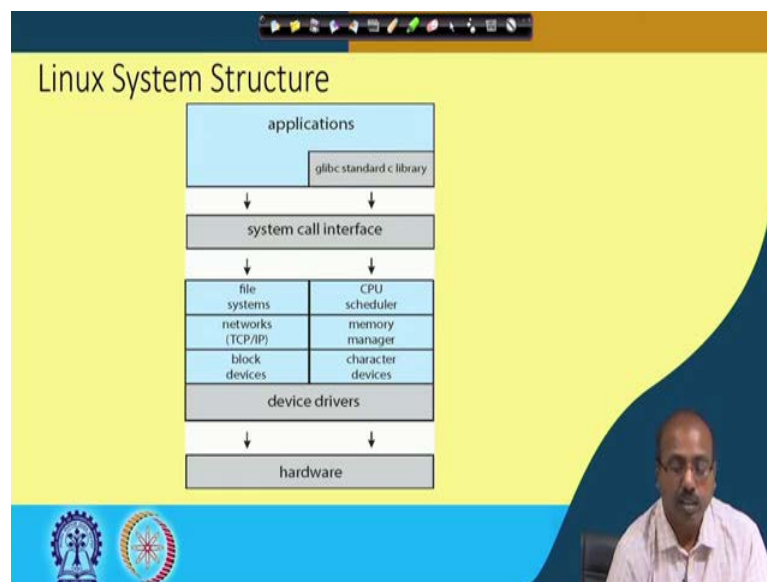 Linux System Structure
applications
glibc standard c library
system call interface
file
systems
CPU
scheduler
networks
(TCP/IP)
memory
manager
block
devices
character
devices
device drivers
hardware